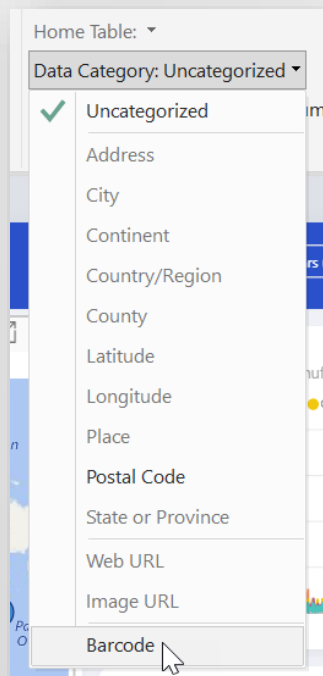 Home Table:
Data Category: Uncategorized
Uncategorized
Address
City
Continent
Country/Region
County
Latitude
Longitude
Place
Postal Code
State or Province
Web URL
Image URL
Barcode